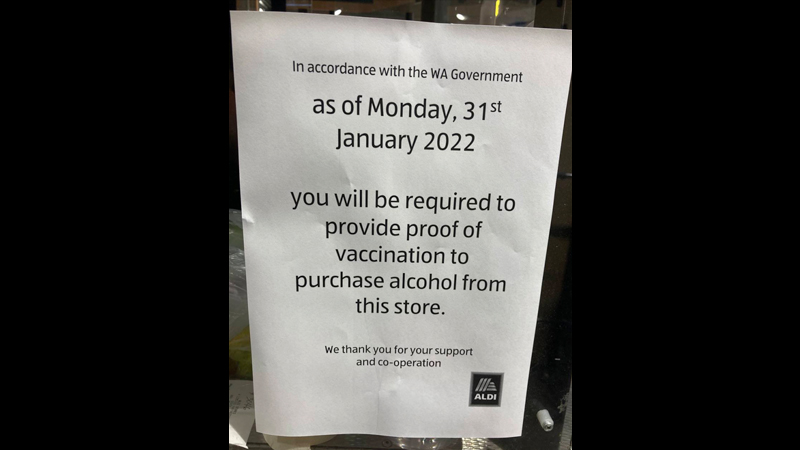 In accordance with the WA Government
as of Monday, 31st
January 2022
you will be required to
provide proof of
vaccination to
purchase alcohol from
this store.
We thank you for your support
and co-operation
ALDI